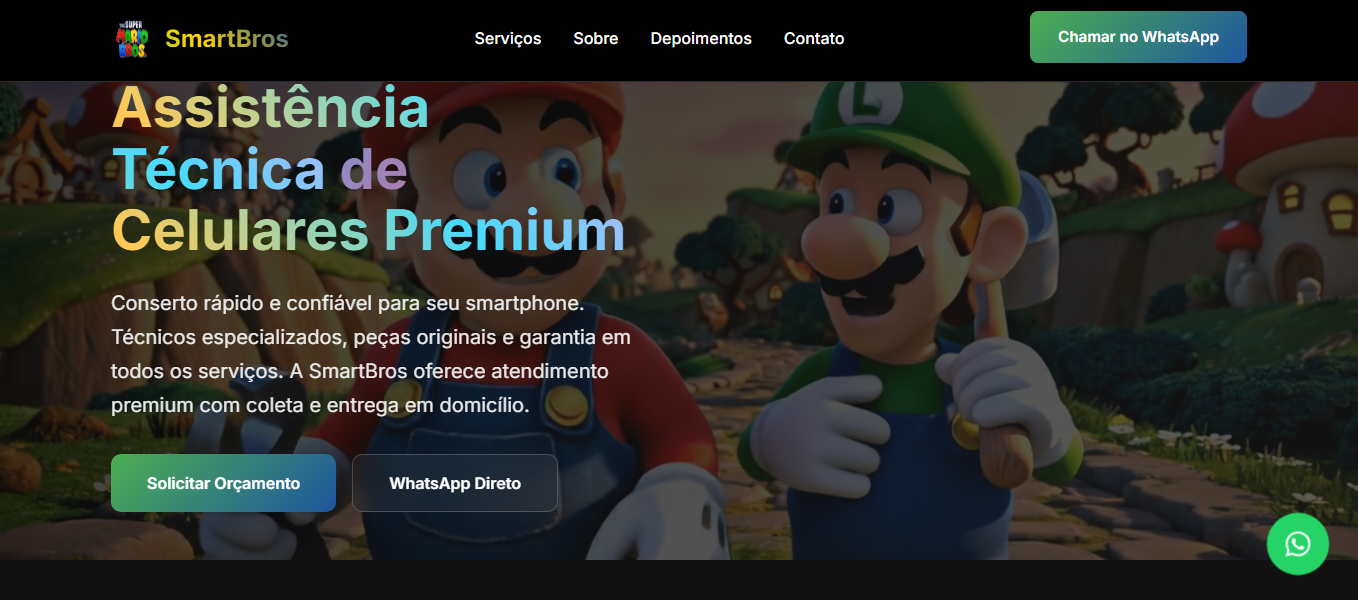 THE SUPER
MARIO
BROS.
SmartBros
Serviços
Sobre
Depoimentos
Contato
Chamar no WhatsApp
Assistência
Técnica de
Celulares Premium
Conserto rápido e confiável para seu smartphone.
Técnicos especializados, peças originais e garantia em
todos os serviços. A SmartBros oferece atendimento
premium com coleta e entrega em domicílio.
Solicitar Orçamento
WhatsApp Direto
L